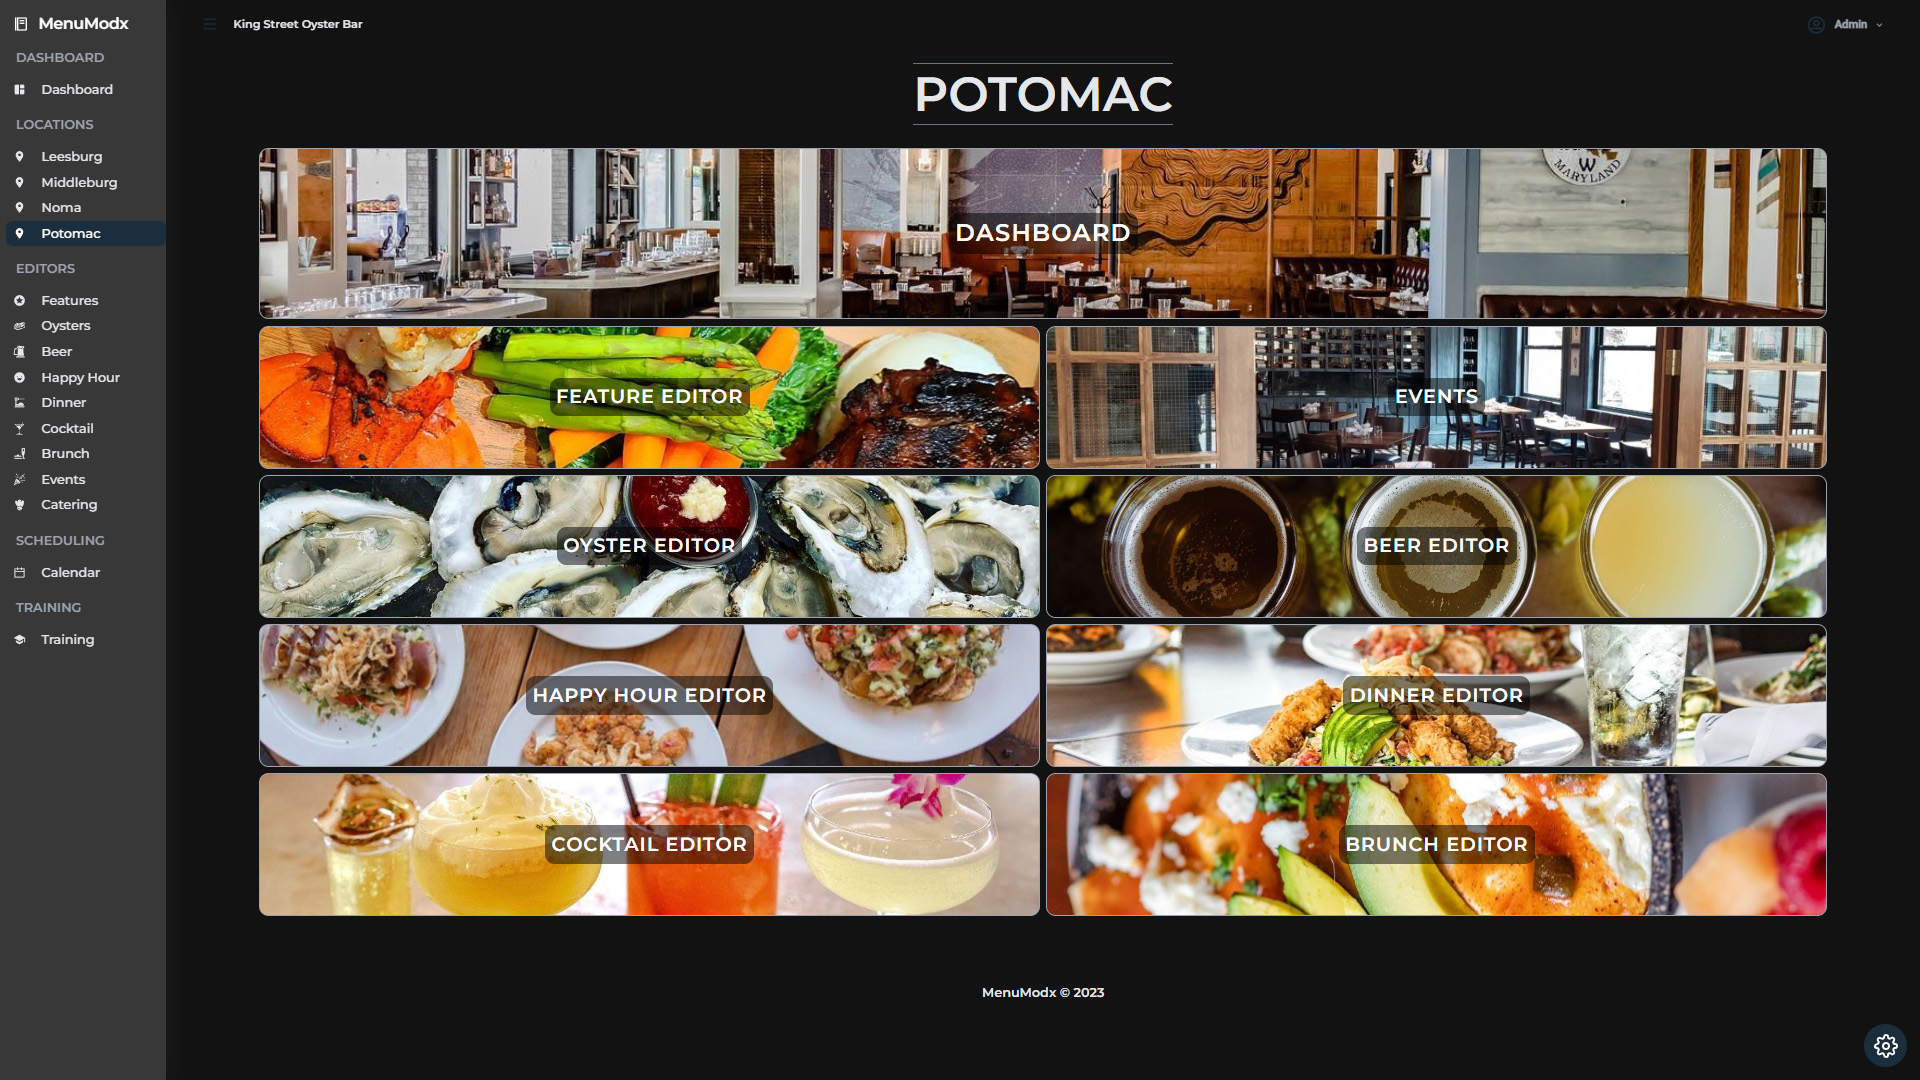 MenuModx
DASHBOARD
Dashboard
LOCATIONS
Leesburg
Middleburg
Noma
Potomac
EDITORS
Features
Oysters
Beer
Happy Hour
Dinner
Cocktail
Brunch
Events
Catering
SCHEDULING
Calendar
TRAINING
Training
King Street Oyster Bar
Admin
POTOMAC
W
MARYLAND
DASHBOARD
FEATURE EDITOR
EVENTS
OYSTER EDITOR
BEER EDITOR
HAPPY HOUR EDITOR
DINNER EDITOR
COCKTAIL EDITOR
BRUNCH EDITOR
MenuModx © 2023